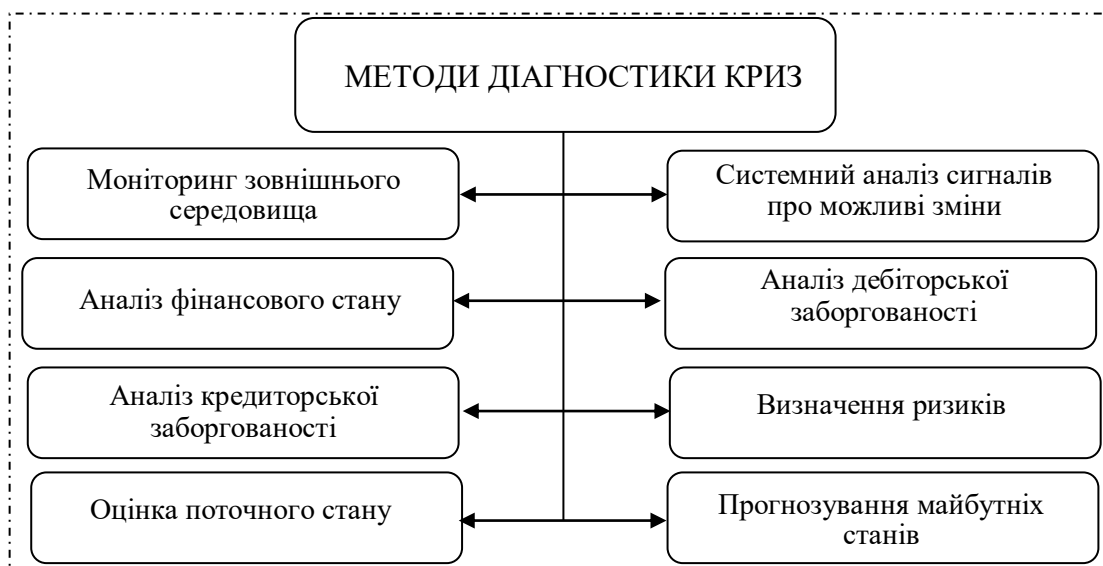 МЕТОДИ ДІАГНОСТИКИ КРИЗ
Моніторинг зовнішнього
середовища
Системний аналіз сигналів
про можливі зміни
Аналіз фінансового стану
Аналіз дебіторської
заборгованості
Аналіз кредиторської
заборгованості
Визначення ризиків
Оцінка поточного стану
Прогнозування майбутніх
станів